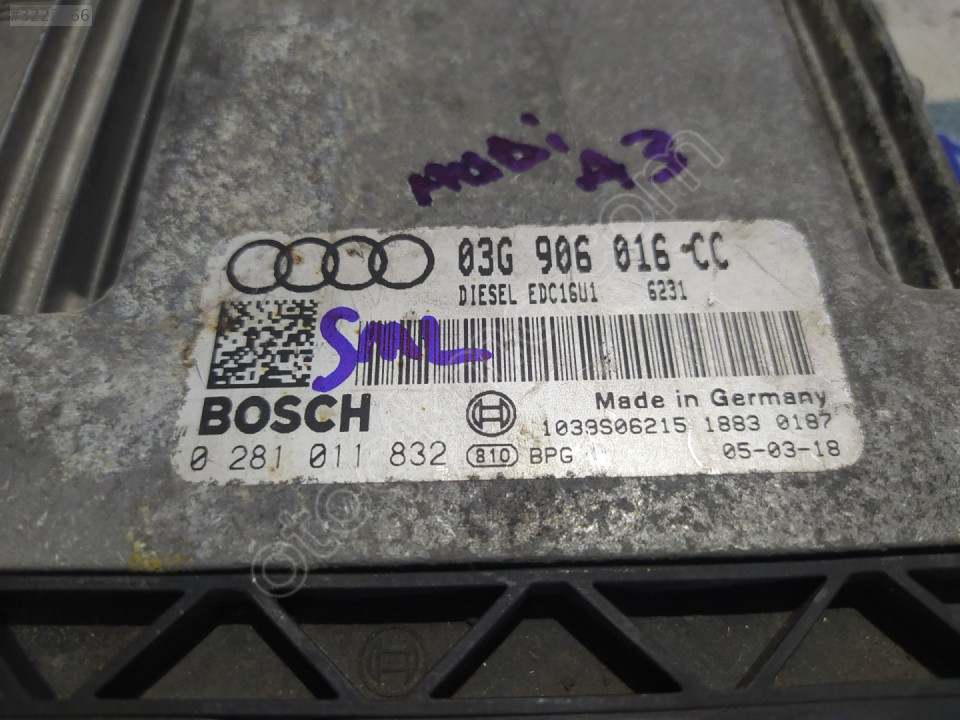 AUDi A3
03G 906 016 CC
DIESEL EDC16U1 6231
SML
BOSCH
Made in Germany
1039S06215 1883 0187
0 281 011 832 810 BPG 05-03-18